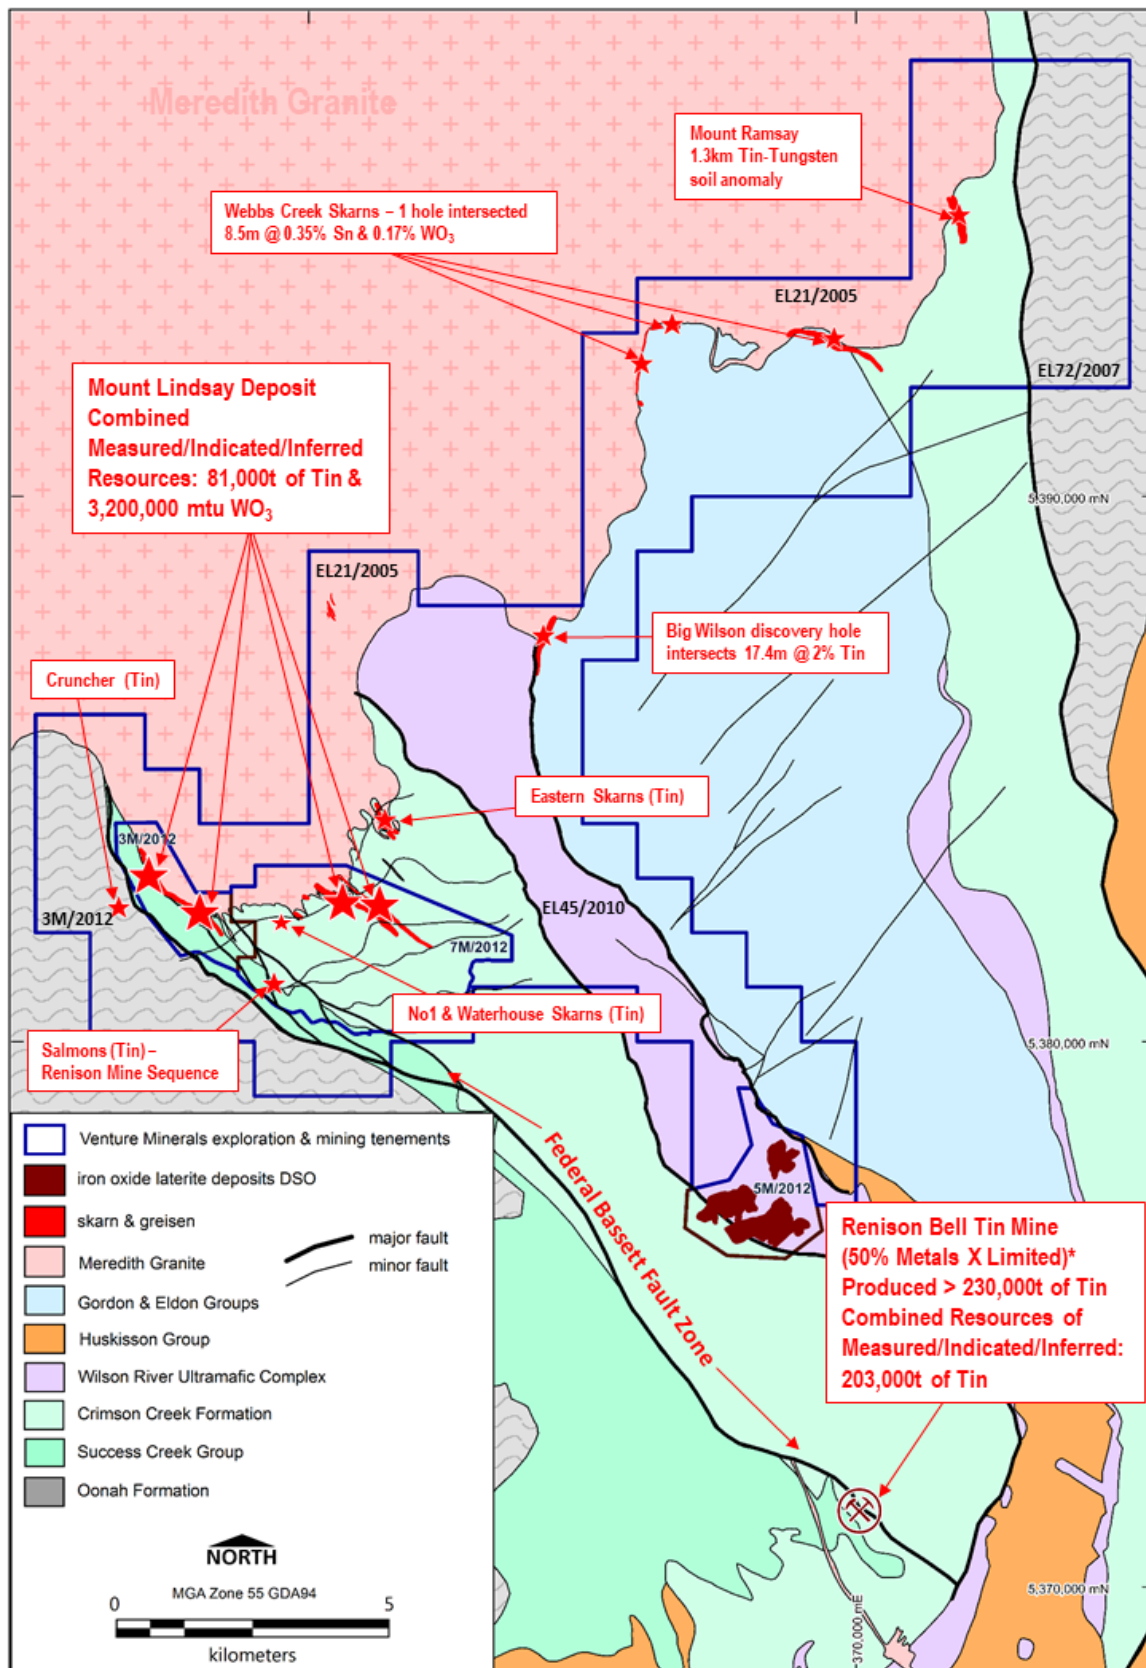 Meredith Granite
Mount Ramsay
1.3km Tin-Tungsten
soil anomaly
Webbs Creek Skarns – 1 hole intersected
8.5m @ 0.35% Sn & 0.17% WO₃
EL21/2005
EL72/2007
Mount Lindsay Deposit
Combined
Measured/Indicated/Inferred
Resources: 81,000t of Tin &
3,200,000 mtu WO₃
5,390,000 mN
EL21/2005
Big Wilson discovery hole
intersects 17.4m @ 2% Tin
Cruncher (Tin)
Eastern Skarns (Tin)
3M/2012
3M/2012
EL45/2010
7M/2012
No1 & Waterhouse Skarns (Tin)
Salmons (Tin) –
Renison Mine Sequence
5,380,000 mN
Federal Bassett Fault Zone
5M/2012
Renison Bell Tin Mine
(50% Metals X Limited)*
Produced > 230,000t of Tin
Combined Resources of
Measured/Indicated/Inferred:
203,000t of Tin
Venture Minerals exploration & mining tenements
iron oxide laterite deposits DSO
skarn & greisen
Meredith Granite
Gordon & Eldon Groups
Huskisson Group
Wilson River Ultramafic Complex
Crimson Creek Formation
Success Creek Group
Oonah Formation
major fault
minor fault
NORTH
MGA Zone 55 GDA94
0 5
kilometers
5,370,000 mN
370,000 mE